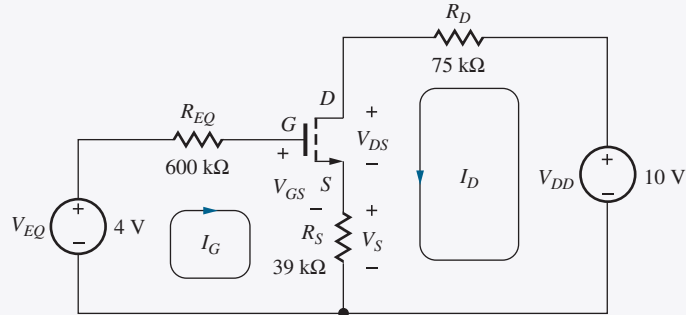 R_D
75 kΩ
D
R_EQ
G
+
+
V_DS
−
600 kΩ
V_GS
S
−
I_D
V_DD
+
−
10 V
V_EQ
+
−
4 V
I_G
R_S
+
V_S
−
39 kΩ